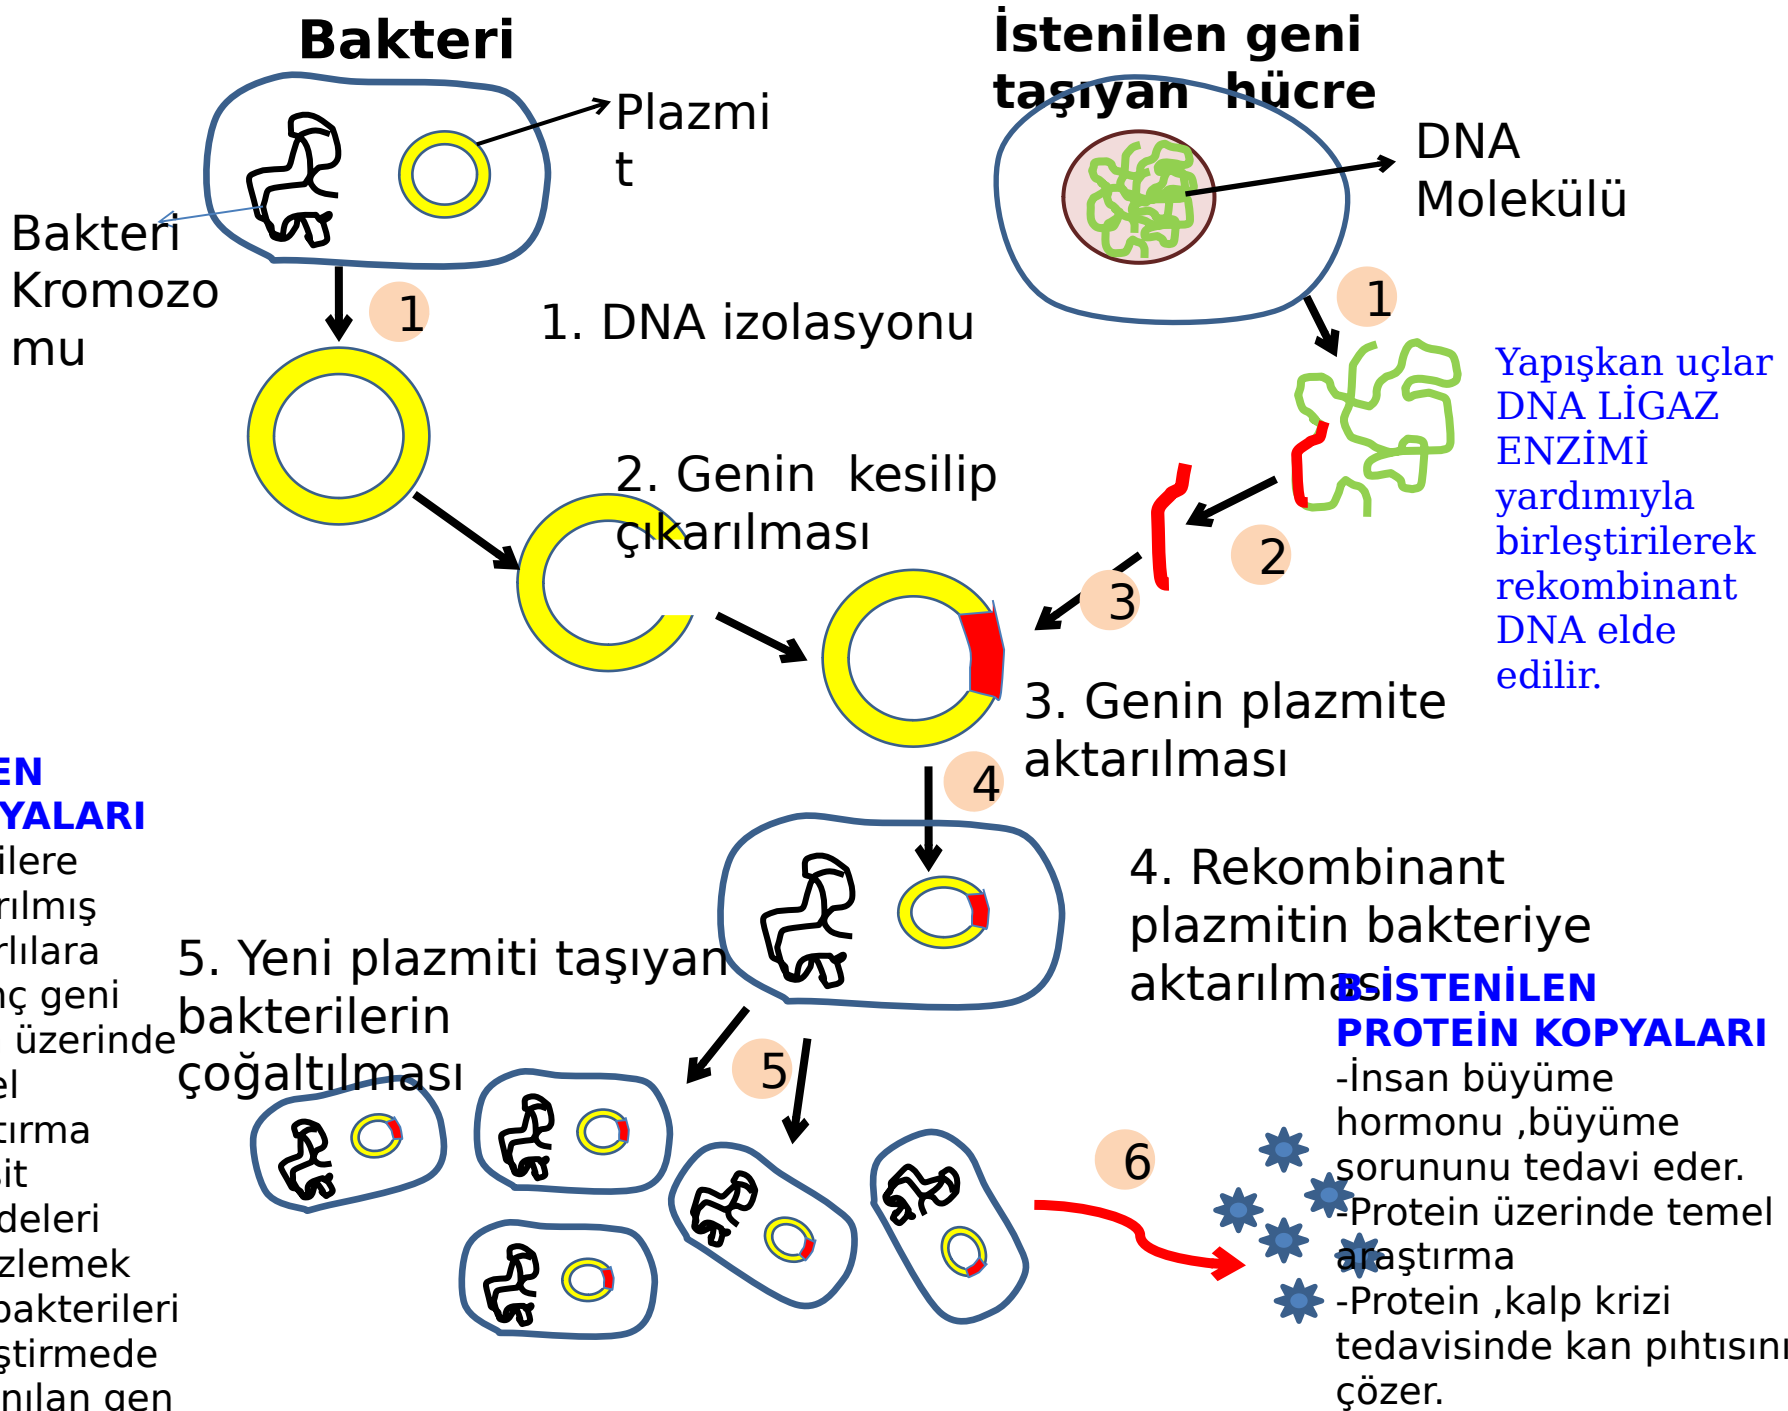 Bakteri
İstenilen geni
taşıyan hücre
Plazmi
t
DNA
Molekülü
Bakteri
Kromozo
mu
1
1. DNA izolasyonu
1
Yapışkan uçlar
DNA LİGAZ
ENZİMİ
yardımıyla
birleştirilerek
rekombinant
DNA elde
edilir.
2. Genin kesilip
çıkarılması
2
3
3. Genin plazmite
aktarılması
4
4. Rekombinant
plazmitin bakteriye
aktarılması
EN
YALARI
ilere
rılmış
rlılara
nç geni
üzerinde
el
tırma
şit
deleri
zlemek
bakterileri
ştirmede
nılan gen
5. Yeni plazmiti taşıyan
bakterilerin
çoğaltılması
5
6
B-İSTENİLEN
PROTEİN KOPYALARI
-İnsan büyüme
hormonu ,büyüme
sorununu tedavi eder.
-Protein üzerinde temel
araştırma
-Protein ,kalp krizi
tedavisinde kan pıhtısını
çözer.